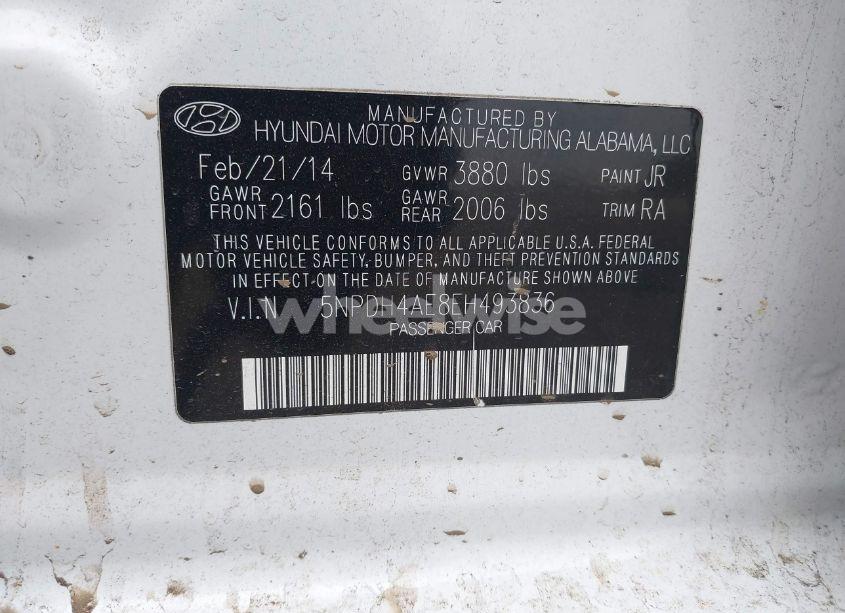 MANUFACTURED BY
HYUNDAI MOTOR MANUFACTURING ALABAMA, LLC
Feb/21/14 GVWR 3880 lbs PAINT JR
GAWR FRONT 2161 lbs GAWR REAR 2006 lbs TRIM RA
THIS VEHICLE CONFORMS TO ALL APPLICABLE U.S.A. FEDERAL
MOTOR VEHICLE SAFETY, BUMPER, AND THEFT PREVENTION STANDARDS
IN EFFECT ON THE DATE OF MANUFACTURE SHOWN ABOVE.
V.I.N
wheelwise
PASSENGER CAR